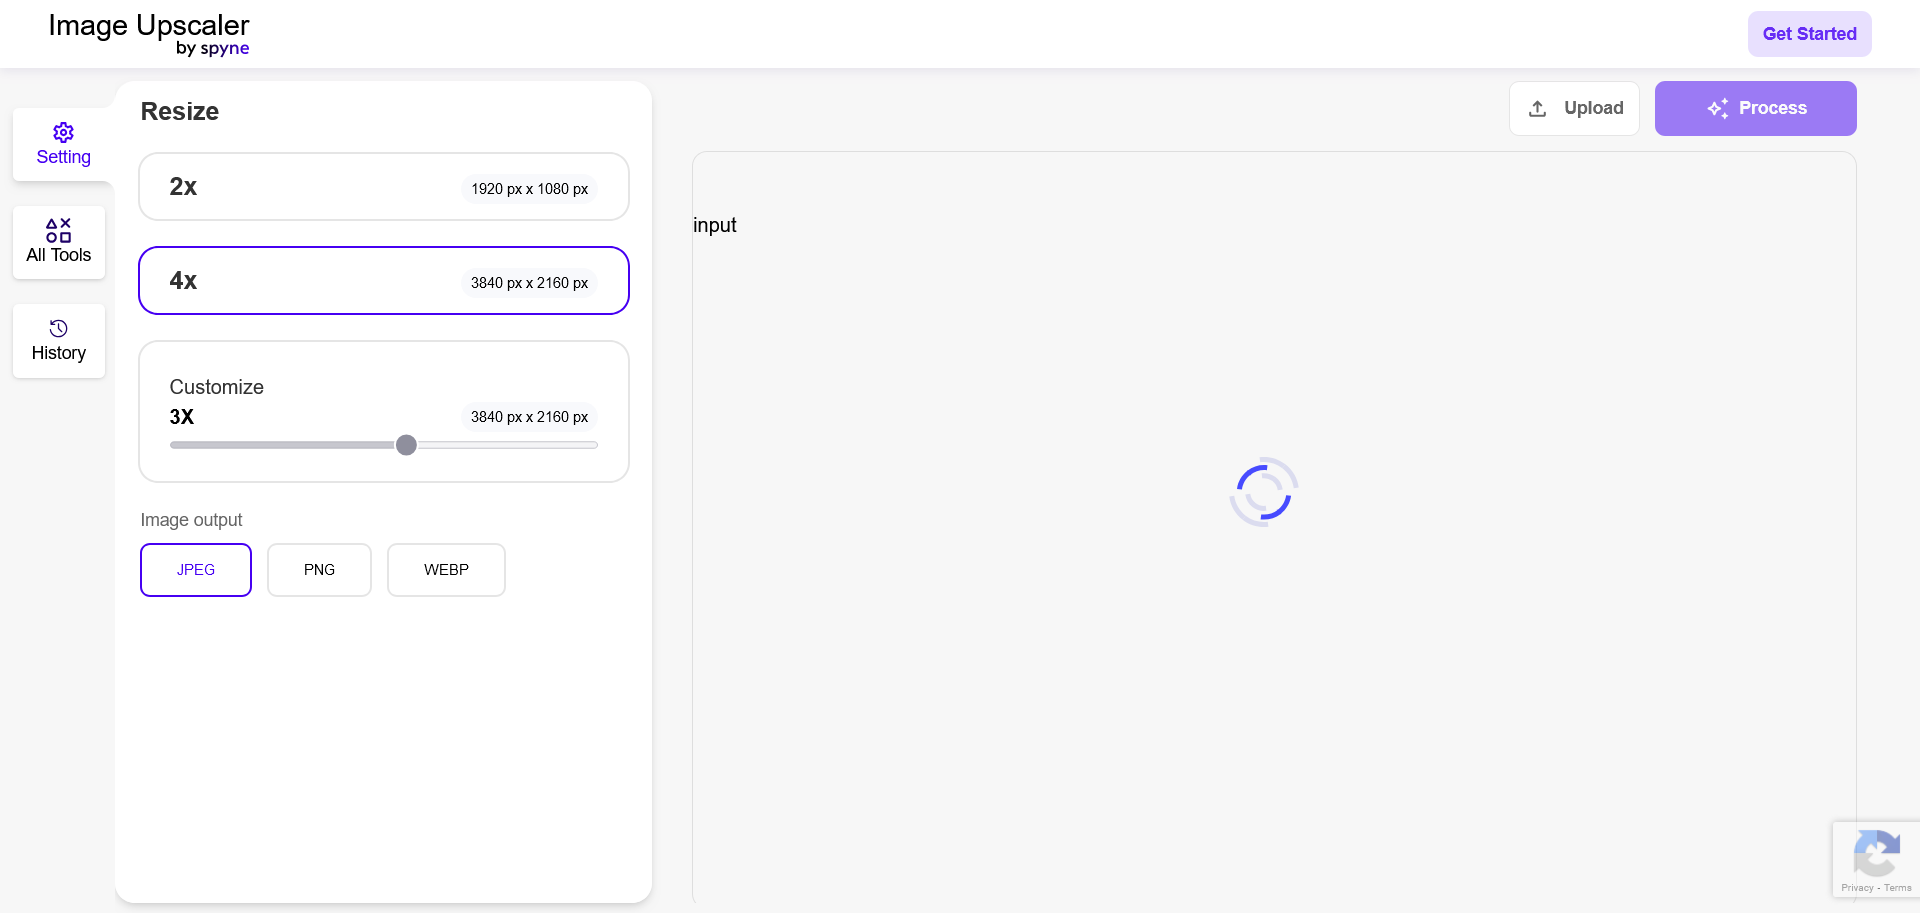 Image Upscaler
by spyne
Get Started
Setting
All Tools
History
Resize
2x
1920 px x 1080 px
4x
3840 px x 2160 px
Customize
3X
3840 px x 2160 px
Image output
JPEG
PNG
WEBP
Upload
Process
input
Privacy - Terms